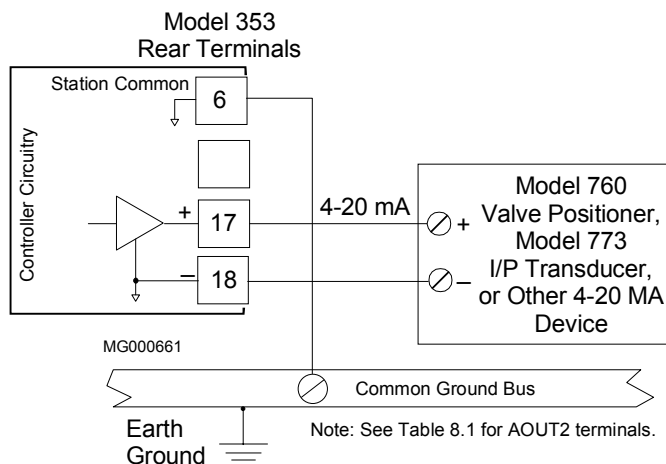 Model 353
Rear Terminals
Station Common
6
Controller Circuitry
+
17
4-20 mA
–
18
+
–
Model 760
Valve Positioner,
Model 773
I/P Transducer,
or Other 4-20 MA
Device
MG000661
Common Ground Bus
Earth
Ground
Note: See Table 8.1 for AOUT2 terminals.